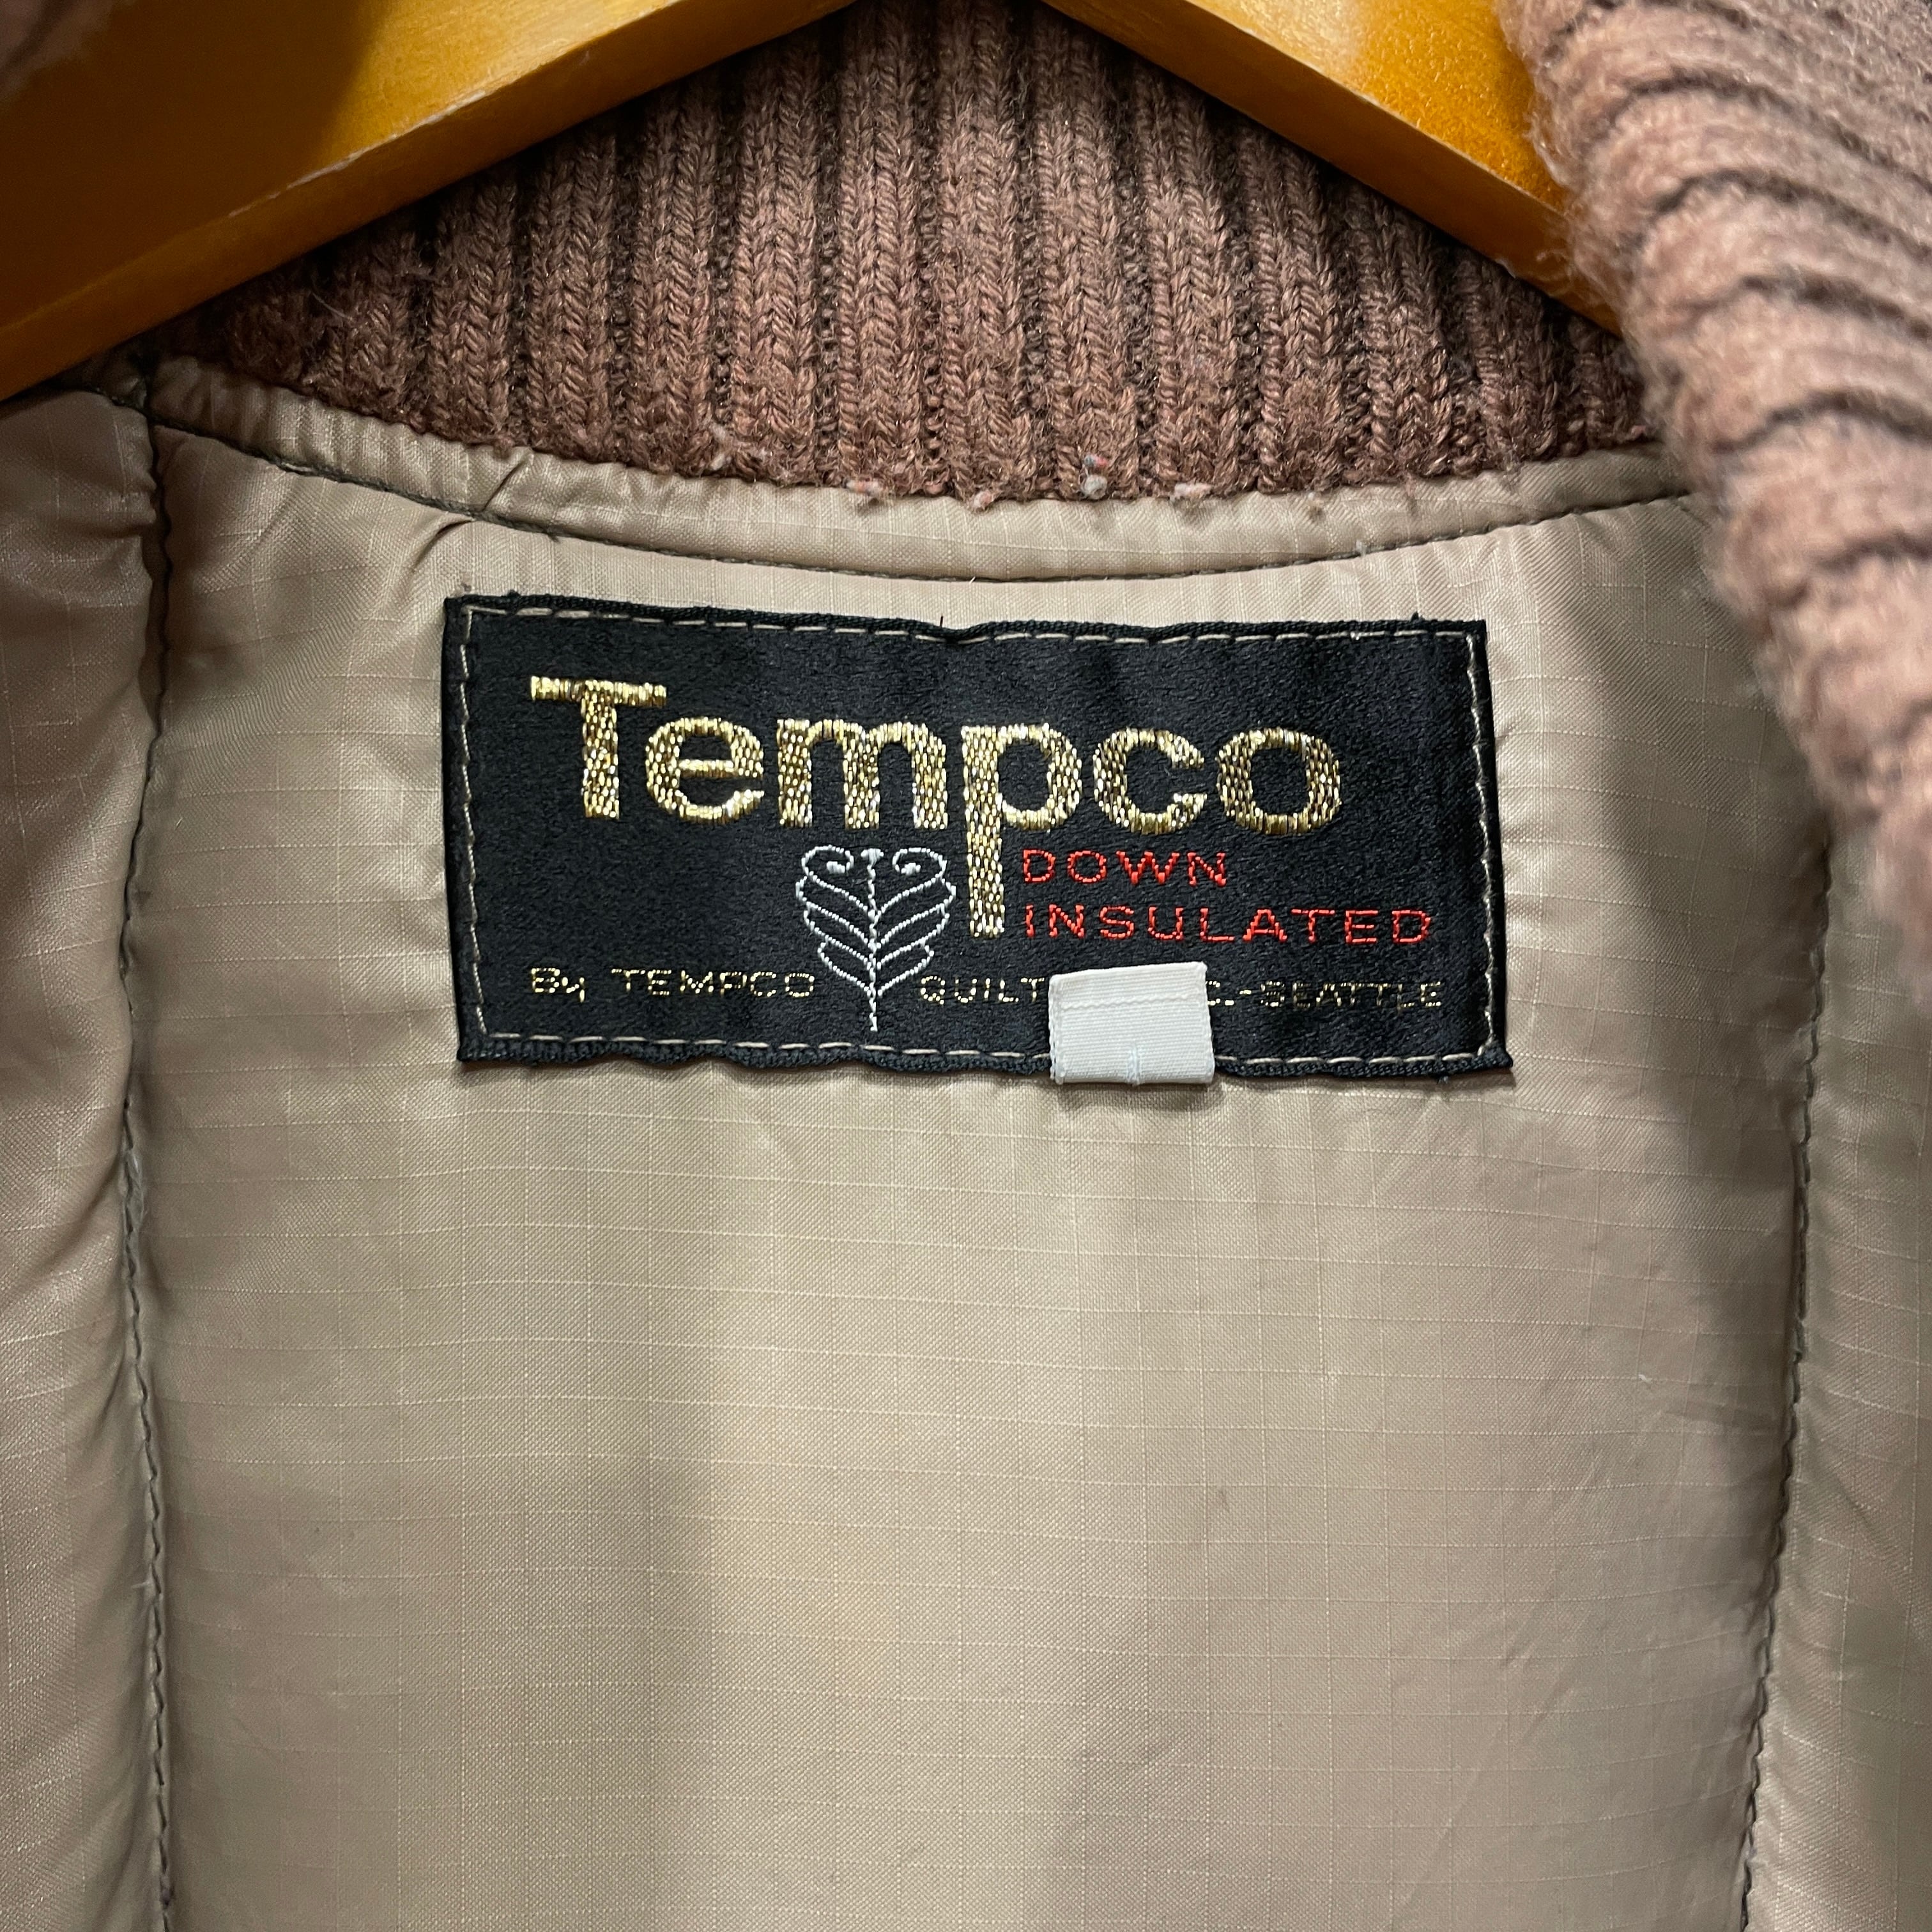 Tempco
DOWN
INSULATED
By TEMPCO QUILT C.-SEATTLE